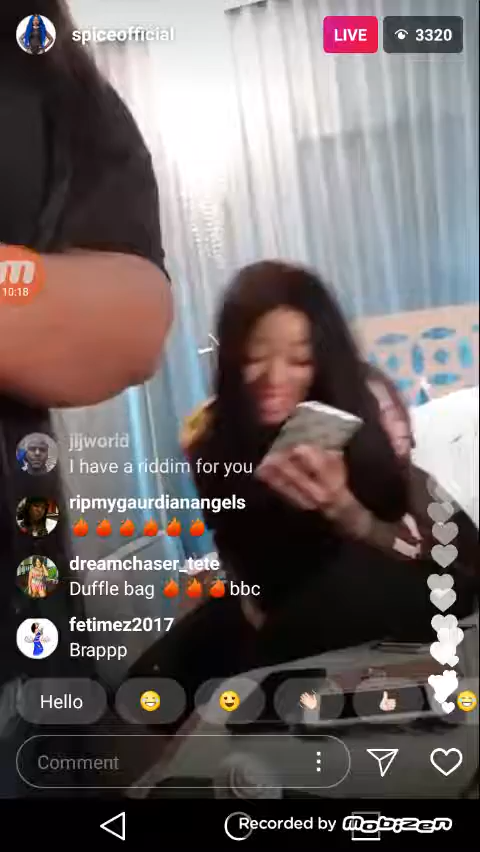 spiceofficial
LIVE
3320
10:18
jljworld
I have a riddim for you
ripmygaurdianangels
🔥🔥🔥🔥🔥🔥
dreamchaser_tete
Duffle bag 🔥🔥🔥bbc
fetimez2017
Brappp
Hello
Comment
Recorded by Mobizen